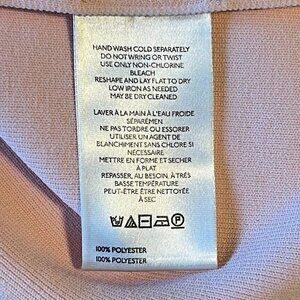 HAND WASH COLD SEPARATELY
DO NOT WRING OR TWIST
USE ONLY NON-CHLORINE
BLEACH
RESHAPE AND LAY FLAT TO DRY
LOW IRON AS NEEDED
MAY BE DRY CLEANED
LAVER À LA MAIN À L'EAU FROIDE
SÉPARÉMEN
NE PAS TORDRE OU ESSORER
UTILISER UN AGENT DE
BLANCHIMENT SANS CHLORE SI
NECESSAIRE
METTRE EN FORME ET SECHER
À PLAT
REPASSER, AU BESOIN, À TRÈS
BASSE TEMPÉRATURE
PEUT-ÊTRE ÊTRE NETTOYÉE
À SEC
P
100% POLYESTER
100% POLYESTER